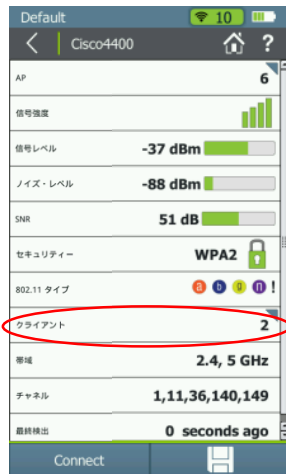 Default 10
Cisco4400 ?
AP 6
信号強度
信号レベル -37 dBm
ノイズ・レベル -88 dBm
SNR 51 dB
セキュリティー WPA2
802.11 タイプ a b g n !
クライアント 2
帯域 2.4, 5 GHz
チャネル 1,11,36,140,149
最終検出 0 seconds ago
Connect